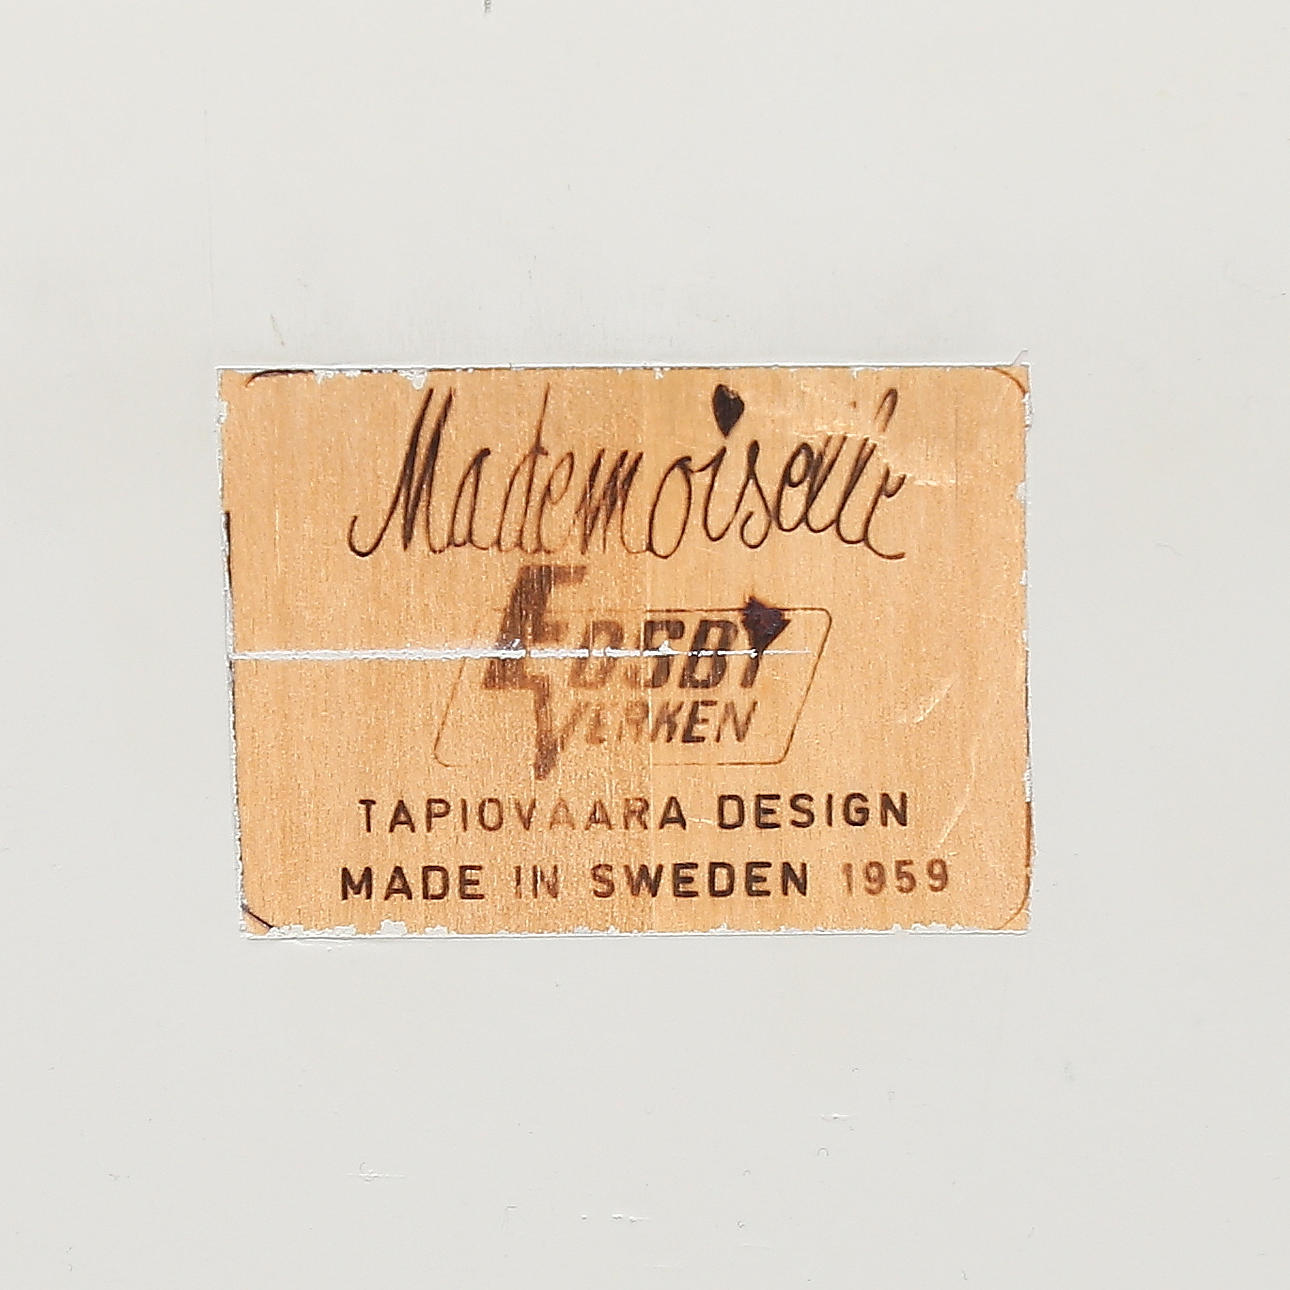 Mademoiselle
EDSBY
VERKEN
TAPIOVAARA DESIGN
MADE IN SWEDEN 1959